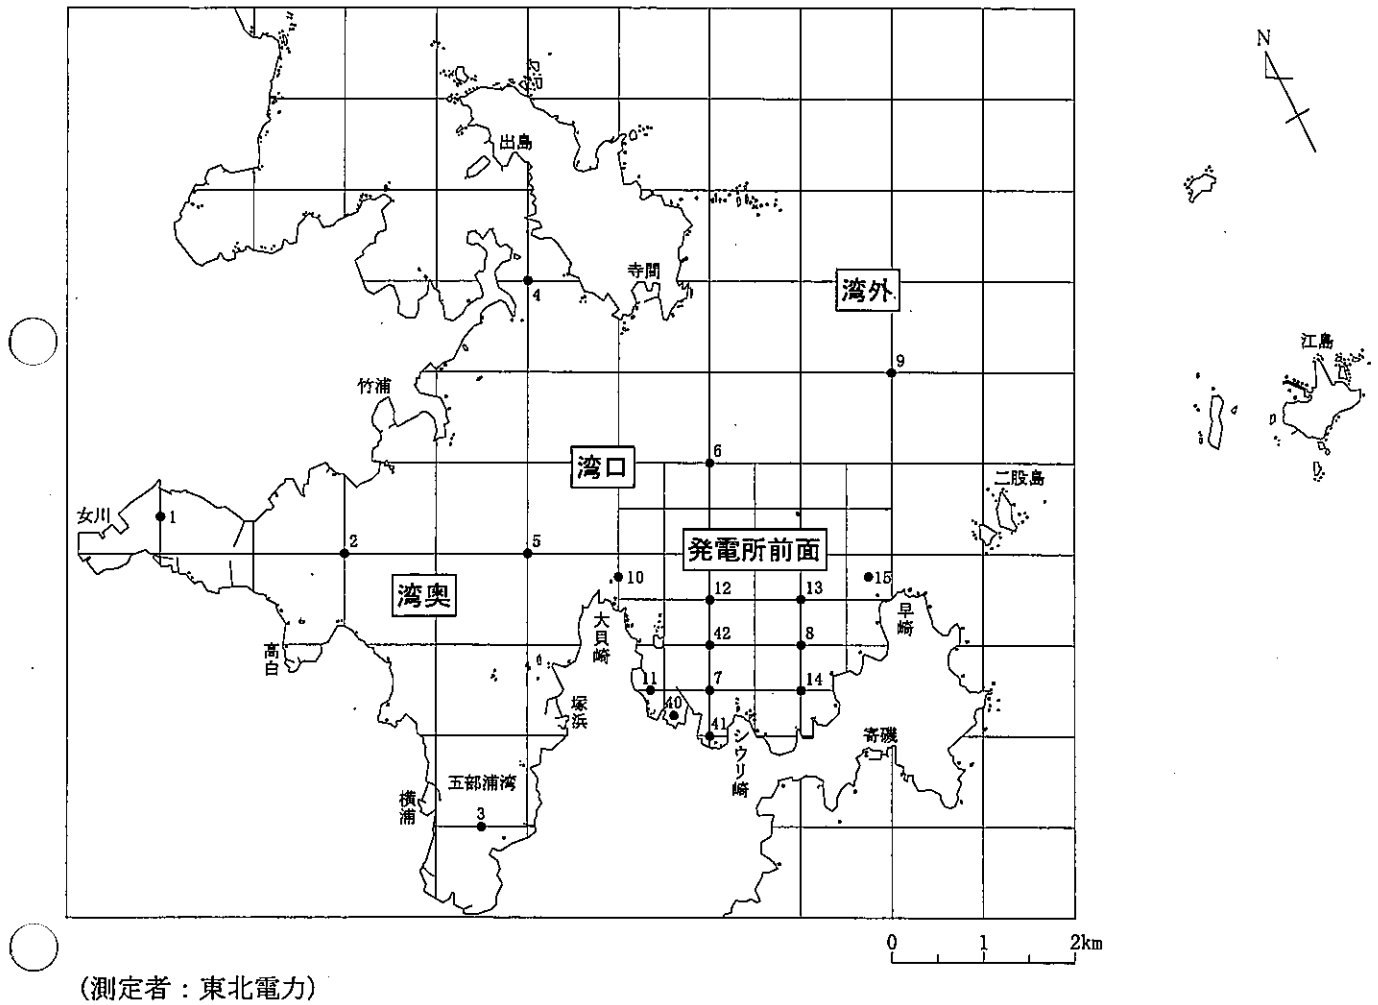 N
出島
寺間
湾外
4
江島
9
竹浦
湾口
6
二股島
女川
1
2
5
発電所前面
10
15
湾奥
12
13
大貝崎
早崎
42
8
高白
11
7
14
塚浜
40
41
シウリ崎
寄磯
五部浦湾
横浦
3
0 1 2km
(測定者:東北電力)